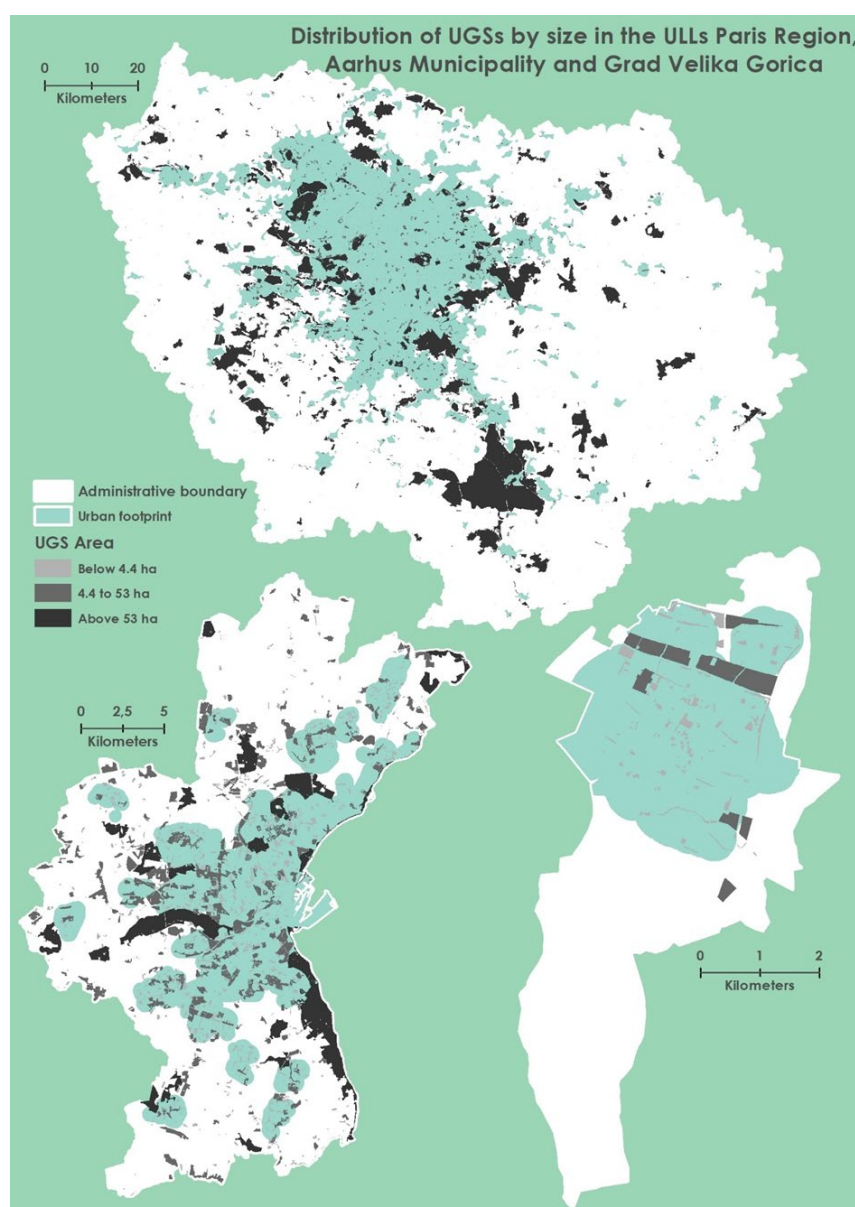 Distribution of UGSs by size in the ULLs Paris Region,
Aarhus Municipality and Grad Velika Gorica
0 10 20
Kilometers
Administrative boundary
Urban footprint
UGS Area
Below 4.4 ha
4.4 to 53 ha
Above 53 ha
0 2,5 5
Kilometers
0 1 2
Kilometers